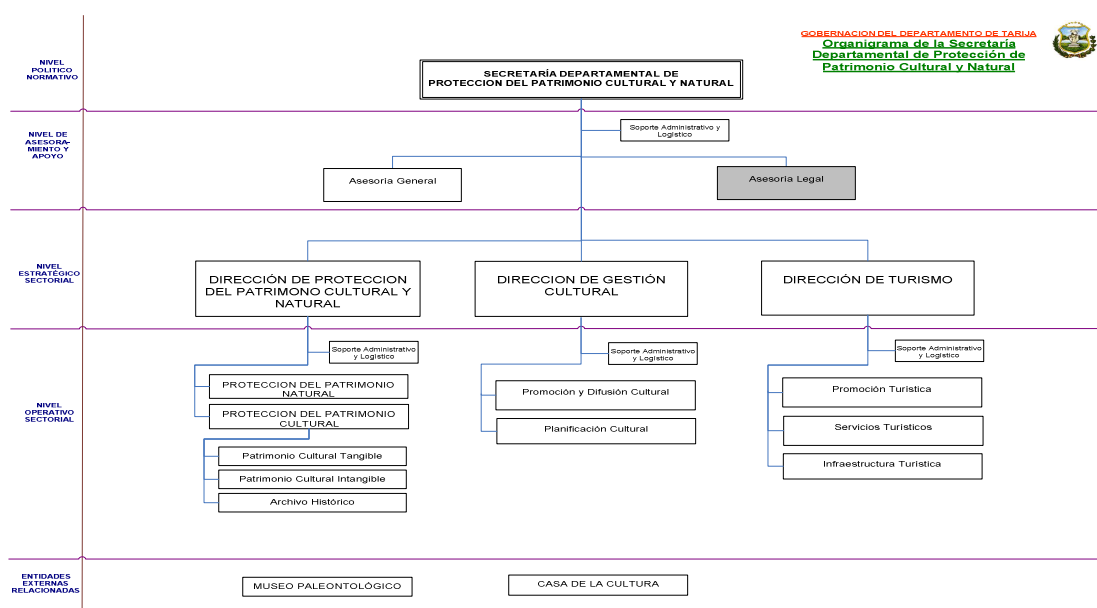 GOBERNACION DEL DEPARTAMENTO DE TARIJA
Organigrama de la Secretaría
Departamental de Protección de
Patrimonio Cultural y Natural
NIVEL
POLITICO
NORMATIVO
SECRETARÍA DEPARTAMENTAL DE
PROTECCION DEL PATRIMONIO CULTURAL Y NATURAL
NIVEL DE
ASESORA-
MIENTO Y
APOYO
Soporte Administrativo y
Logístico
Asesoría General
Asesoría Legal
NIVEL
ESTRATÉGICO
SECTORIAL
DIRECCIÓN DE PROTECCION
DEL PATRIMONO CULTURAL Y
NATURAL
DIRECCION DE GESTIÓN
CULTURAL
DIRECCIÓN DE TURISMO
NIVEL
OPERATIVO
SECTORIAL
Soporte Administrativo
y Logístico
PROTECCION DEL PATRIMONIO
NATURAL
PROTECCION DEL PATRIMONIO
CULTURAL
Patrimonio Cultural Tangible
Patrimonio Cultural Intangible
Archivo Histórico
Soporte Administrativo
y Logístico
Promoción y Difusión Cultural
Planificación Cultural
Soporte Administrativo
y Logístico
Promoción Turística
Servicios Turísticos
Infraestructura Turística
ENTIDADES
EXTERNAS
RELACIONADAS
MUSEO PALEONTOLÓGICO
CASA DE LA CULTURA